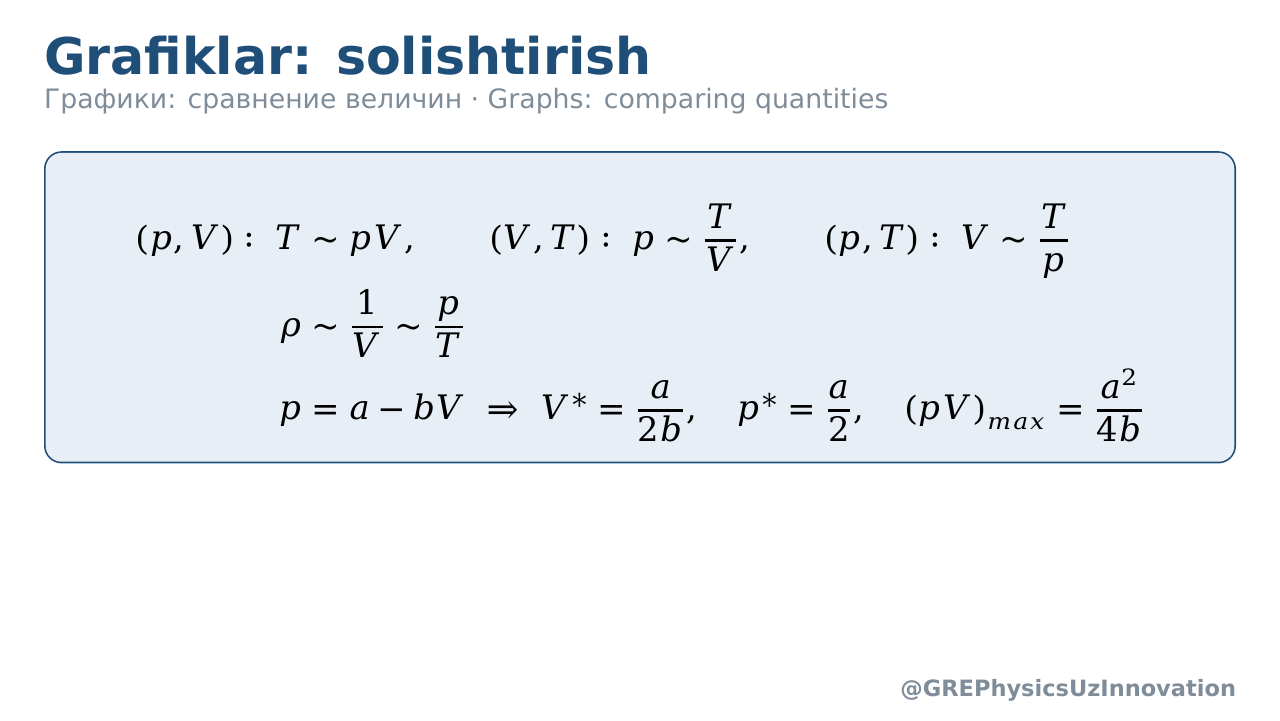 Grafiklar: solishtirish
Графики: сравнение величин · Graphs: comparing quantities
(p, V) : T ~ pV, (V, T) : p ~ T/V, (p, T) : V ~ T/p
ρ ~ 1/V ~ p/T
p = a − bV ⇒ V* = a/2b, p* = a/2, (pV)_max = a²/4b
@GREPhysicsUzInnovation